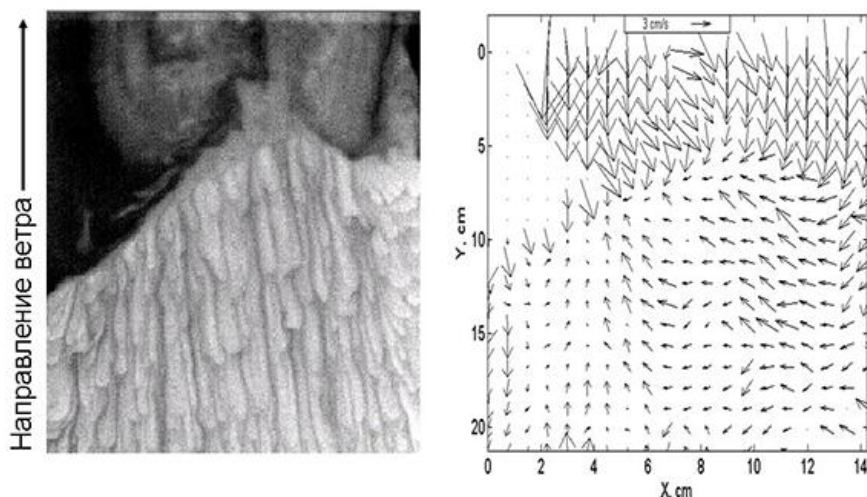 Направление ветра
3 cm/s
0
5
10
15
20
Y, cm
0 2 4 6 8 10 12 14
X, cm